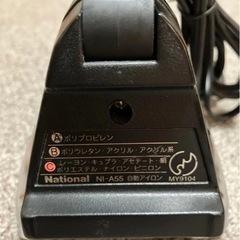 A ポリプロピレン
B ポリウレタン・アクリル・アクリル系
C レーヨン・キュプラ・アセテート・絹
ポリエステル・ナイロン・ビニロン
National NI-A55 自動アイロン
MY9104